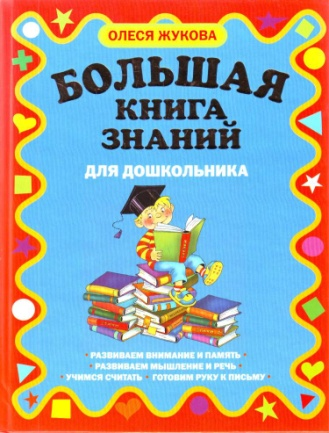 ОЛЕСЯ ЖУКОВА
БОЛЬШАЯ
КНИГА
ЗНАНИЙ
ДЛЯ ДОШКОЛЬНИКА
• РАЗВИВАЕМ ВНИМАНИЕ И ПАМЯТЬ •
• РАЗВИВАЕМ МЫШЛЕНИЕ И РЕЧЬ •
• УЧИМСЯ СЧИТАТЬ • ГОТОВИМ РУКУ К ПИСЬМУ •